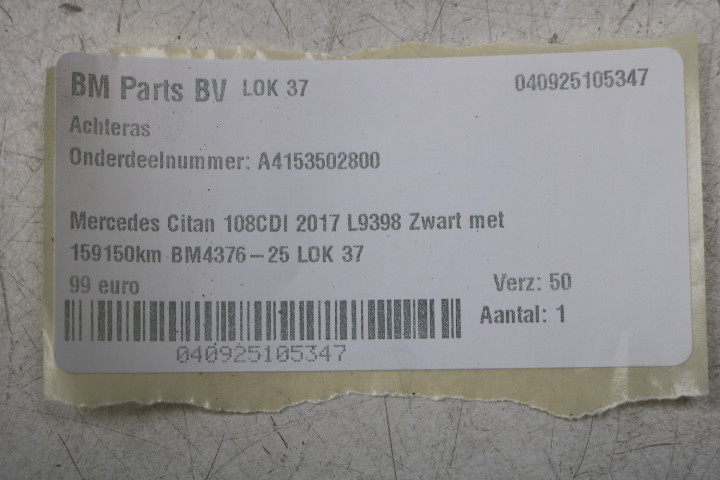 BM Parts BV LOK 37 040925105347
Achteras
Onderdeelnummer: A4153502800
Mercedes Citan 108CDI 2017 L9398 Zwart met
159150km BM4376-25 LOK 37
99 euro Verz: 50
Aantal: 1
040925105347